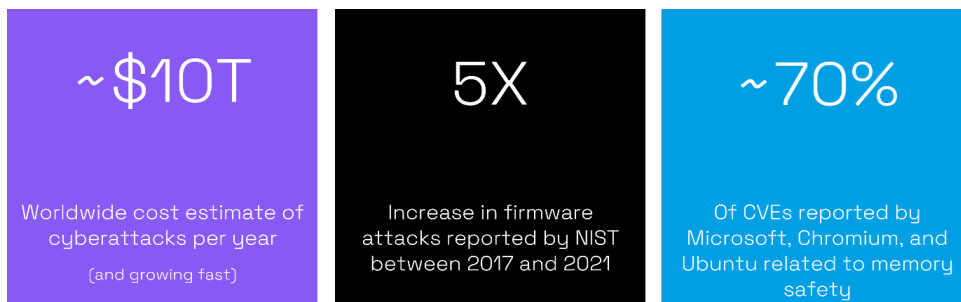 ~$10T
Worldwide cost estimate of
cyberattacks per year
(and growing fast)
5X
Increase in firmware
attacks reported by NIST
between 2017 and 2021
~70%
Of CVEs reported by
Microsoft, Chromium, and
Ubuntu related to memory
safety